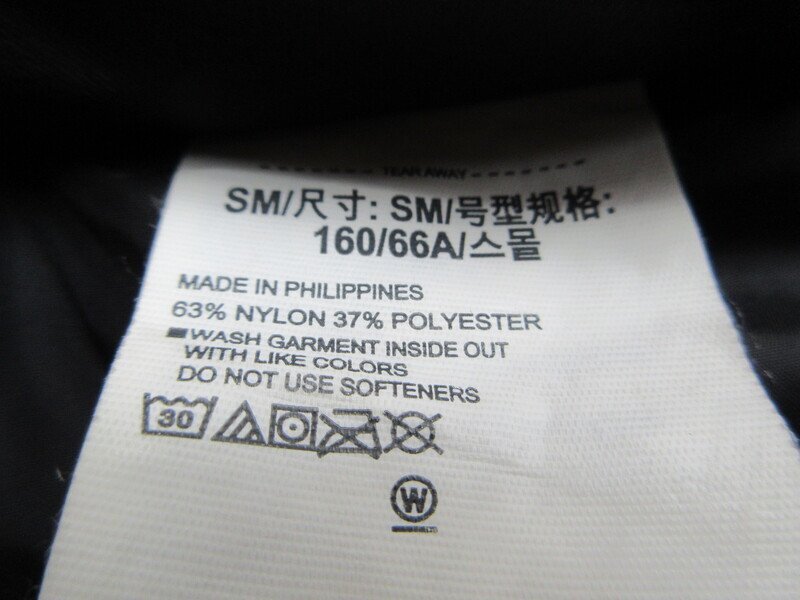 TEAR AWAY
SM/尺寸: SM/号型规格:
160/66A/스몰
MADE IN PHILIPPINES
63% NYLON 37% POLYESTER
WASH GARMENT INSIDE OUT
WITH LIKE COLORS
DO NOT USE SOFTENERS
30
W